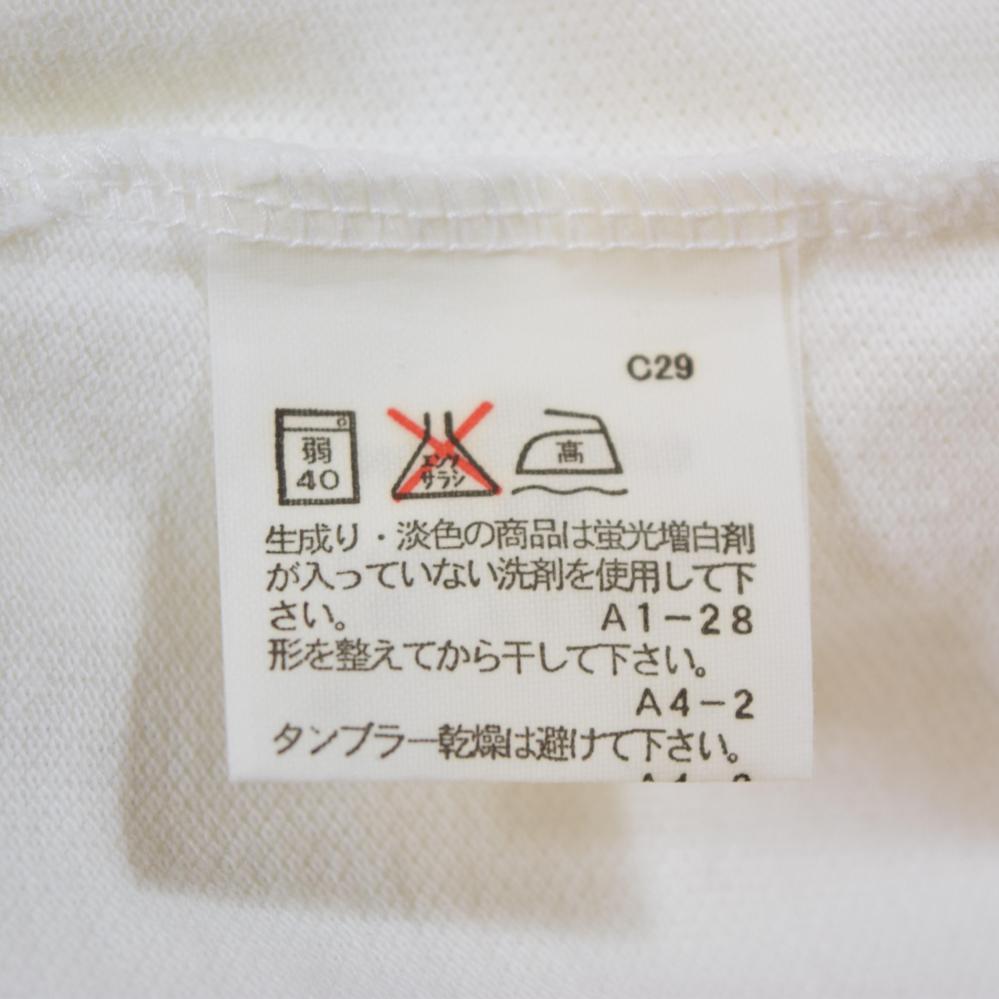 C29
弱
40
エンソ
サラシ
高
生成り・淡色の商品は蛍光増白剤
が入っていない洗剤を使用して下
さい。 A1-28
形を整えてから干して下さい。
A4-2
タンブラー乾燥は避けて下さい。